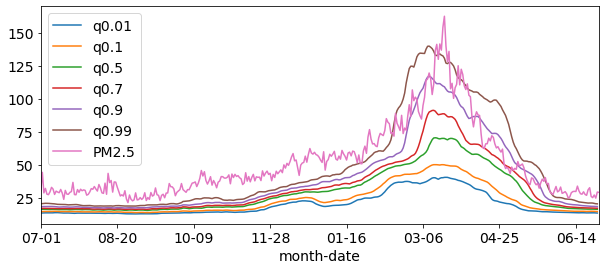 150
125
100
75
50
25
q0.01
q0.1
q0.5
q0.7
q0.9
q0.99
PM2.5
07-01 08-20 10-09 11-28 01-16 03-06 04-25 06-14
month-date